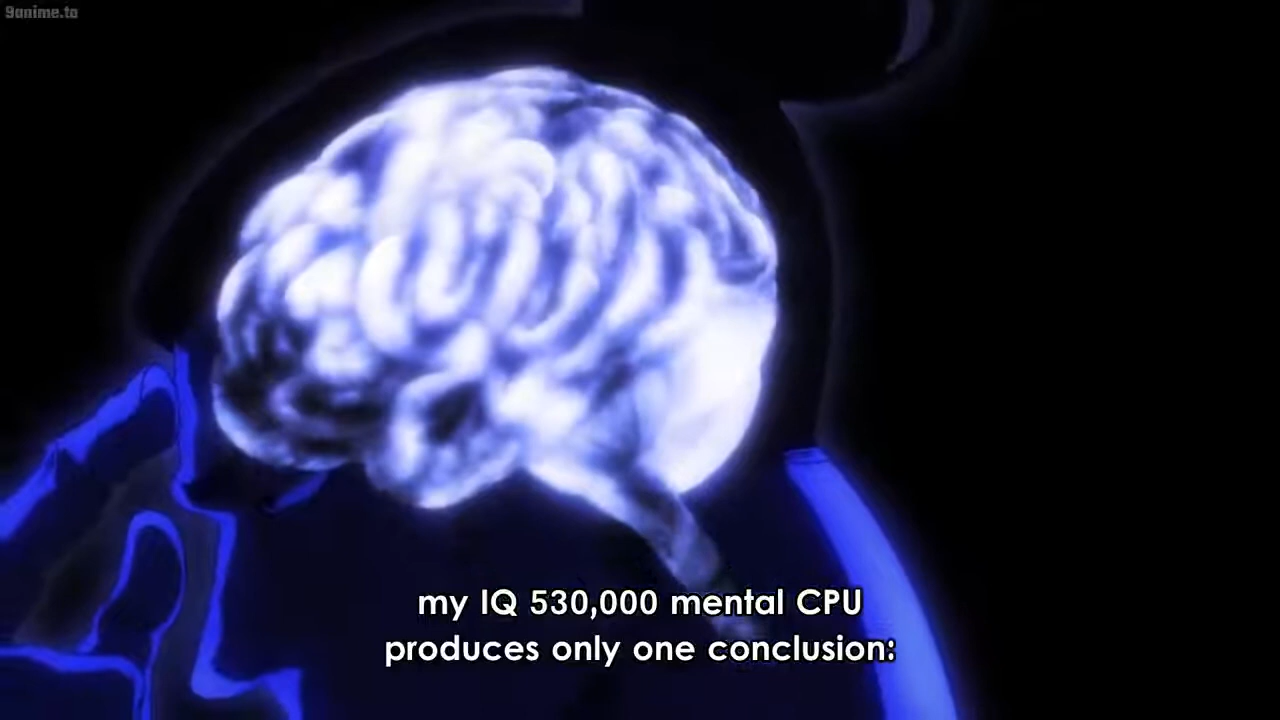 9anime.to
my IQ 530,000 mental CPU
produces only one conclusion: